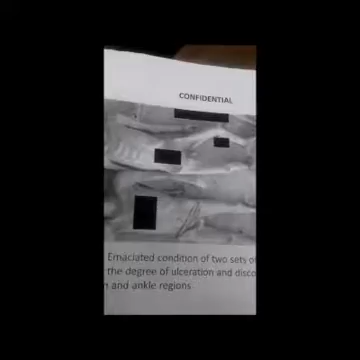 CONFIDENTIAL
Emaciated condition of two sets of
the degree of ulceration and disco
and ankle regions